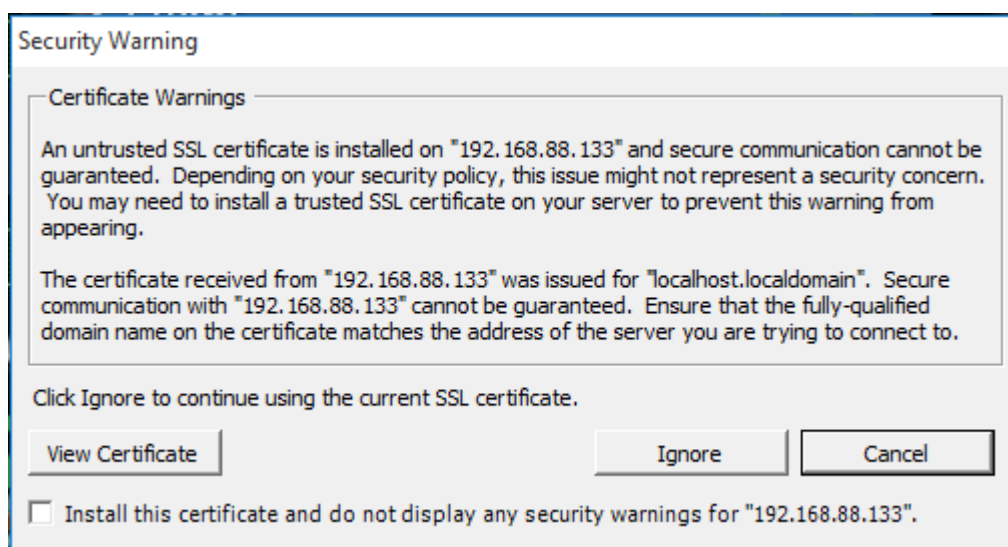 Security Warning
Certificate Warnings
An untrusted SSL certificate is installed on "192.168.88.133" and secure communication cannot be
guaranteed.  Depending on your security policy, this issue might not represent a security concern.
You may need to install a trusted SSL certificate on your server to prevent this warning from
appearing.
The certificate received from "192.168.88.133" was issued for "localhost.localdomain".  Secure
communication with "192.168.88.133" cannot be guaranteed.  Ensure that the fully-qualified
domain name on the certificate matches the address of the server you are trying to connect to.
Click Ignore to continue using the current SSL certificate.
View Certificate
Ignore
Cancel
Install this certificate and do not display any security warnings for "192.168.88.133".